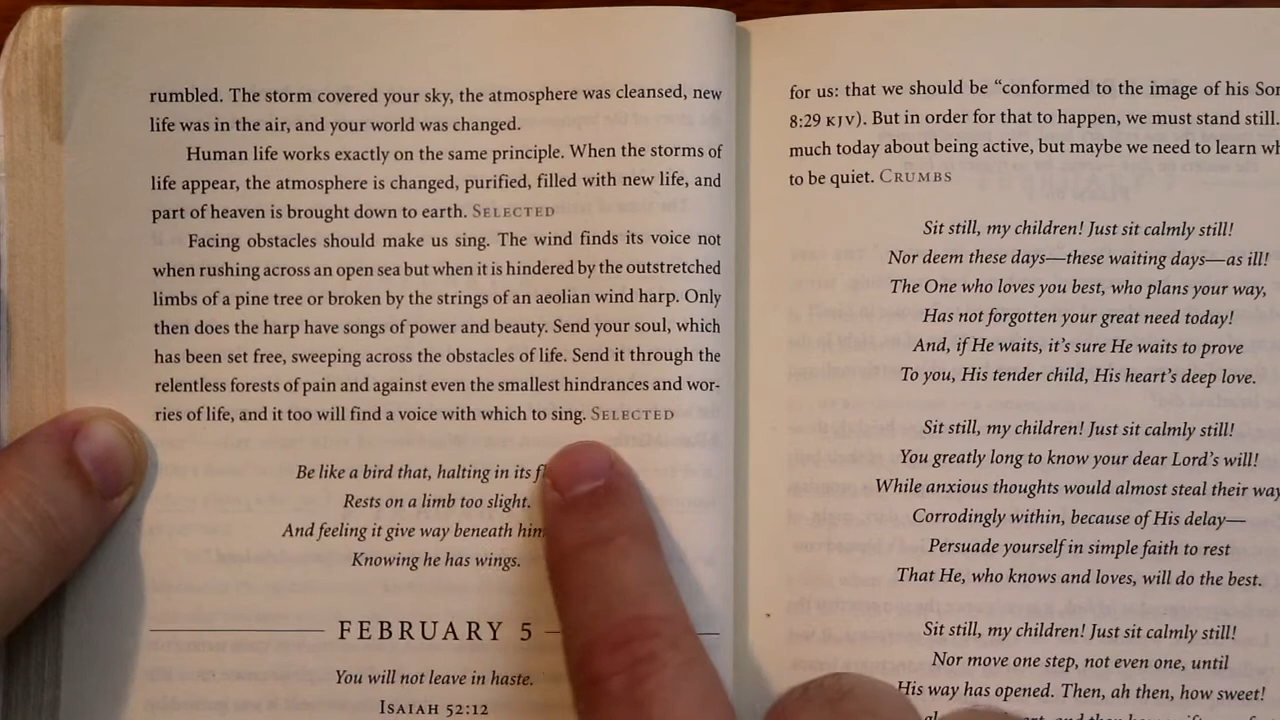 rumbled. The storm covered your sky, the atmosphere was cleansed, new
life was in the air, and your world was changed.
Human life works exactly on the same principle. When the storms of
life appear, the atmosphere is changed, purified, filled with new life, and
part of heaven is brought down to earth. SELECTED
Facing obstacles should make us sing. The wind finds its voice not
when rushing across an open sea but when it is hindered by the outstretched
limbs of a pine tree or broken by the strings of an aeolian wind harp. Only
then does the harp have songs of power and beauty. Send your soul, which
has been set free, sweeping across the obstacles of life. Send it through the
relentless forests of pain and against even the smallest hindrances and wor-
ries of life, and it too will find a voice with which to sing. SELECTED
Be like a bird that, halting in its
Rests on a limb too slight.
And feeling it give way beneath him
Knowing he has wings.
FEBRUARY 5
You will not leave in haste.
ISAIAH 52:12
for us: that we should be “conformed to the image of his
8:29 KJV). But in order for that to happen, we must stand still.
much today about being active, but maybe we need to learn
to be quiet. CRUMBS
Sit still, my children! Just sit calmly still!
Nor deem these days—these waiting days—as ill!
The One who loves you best, who plans your way,
Has not forgotten your great need today!
And, if He waits, it’s sure He waits to prove
To you, His tender child, His heart’s deep love.
Sit still, my children! Just sit calmly still!
You greatly long to know your dear Lord’s will!
While anxious thoughts would almost steal their way
Corrodingly within, because of His delay—
Persuade yourself in simple faith to rest
That He, who knows and loves, will do the best.
Sit still, my children! Just sit calmly still!
Nor move one step, not even one, until
His way has opened. Then, ah then, how sweet!